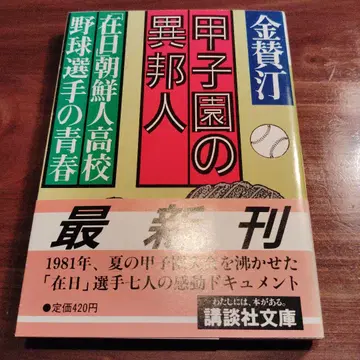 金賛汀
甲子園の
異邦人
「在日」朝鮮人高校
野球選手の青春
最新刊
1981年、夏の甲子園大会を沸かせた
「在日」選手七人の感動ドキュメント
●定価420円
わたしには、本がある。
講談社文庫